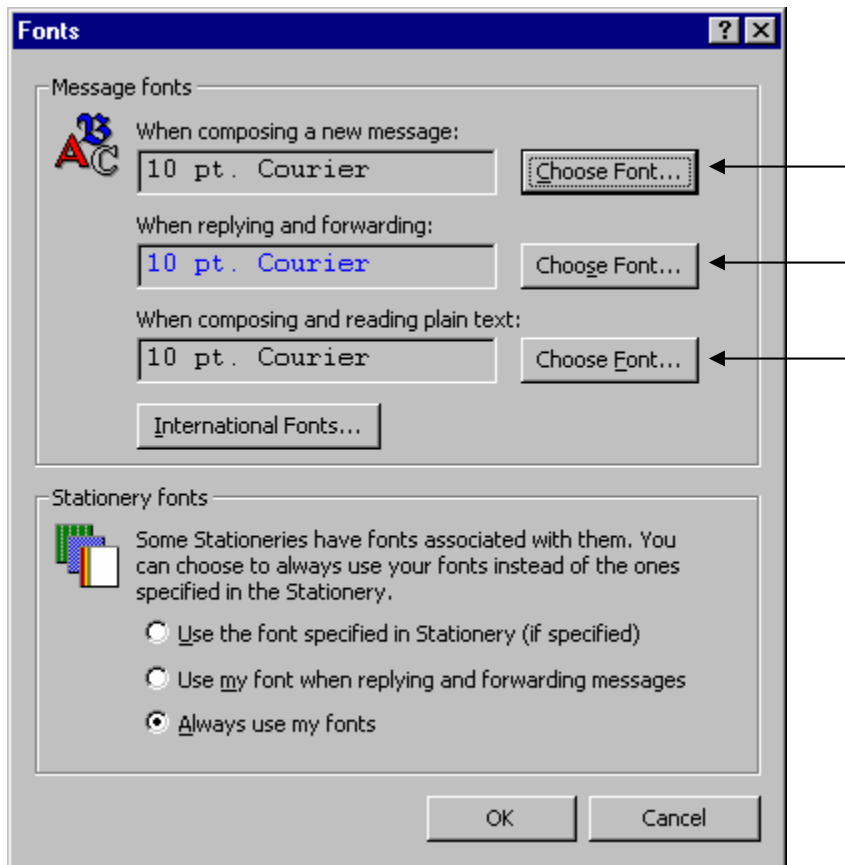 Fonts
Message fonts
When composing a new message:
10 pt. Courier
Choose Font...
When replying and forwarding:
10 pt. Courier
Choose Font...
When composing and reading plain text:
10 pt. Courier
Choose Font...
International Fonts...
Stationery fonts
Some Stationeries have fonts associated with them. You
can choose to always use your fonts instead of the ones
specified in the Stationery.
Use the font specified in Stationery (if specified)
Use my font when replying and forwarding messages
Always use my fonts
OK Cancel